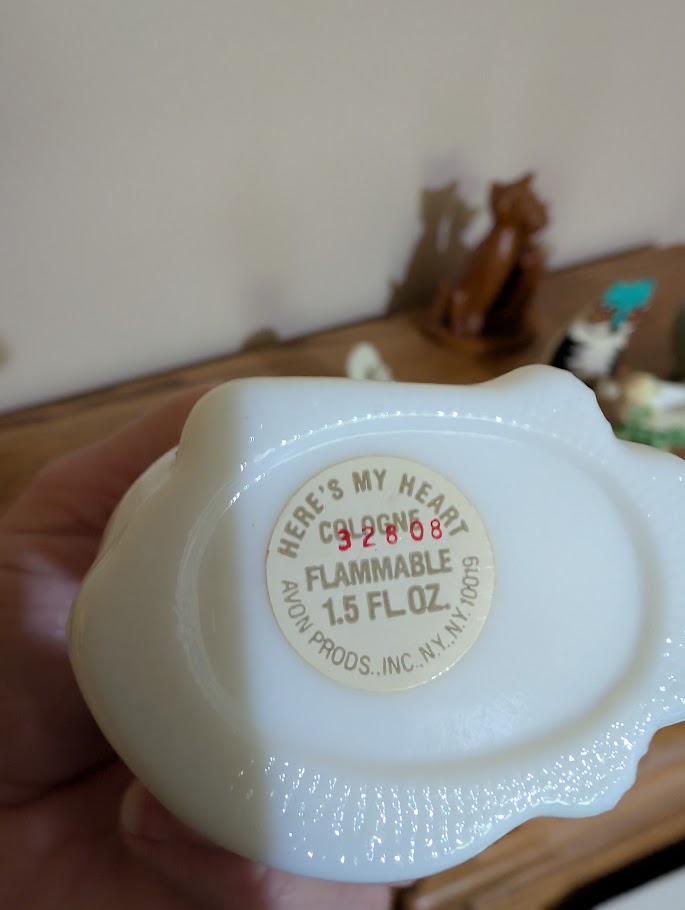 HERE'S MY HEART
COLOGNE
32808
FLAMMABLE
1.5 FL. OZ.
AVON PRODS., INC., N.Y., N.Y. 10019